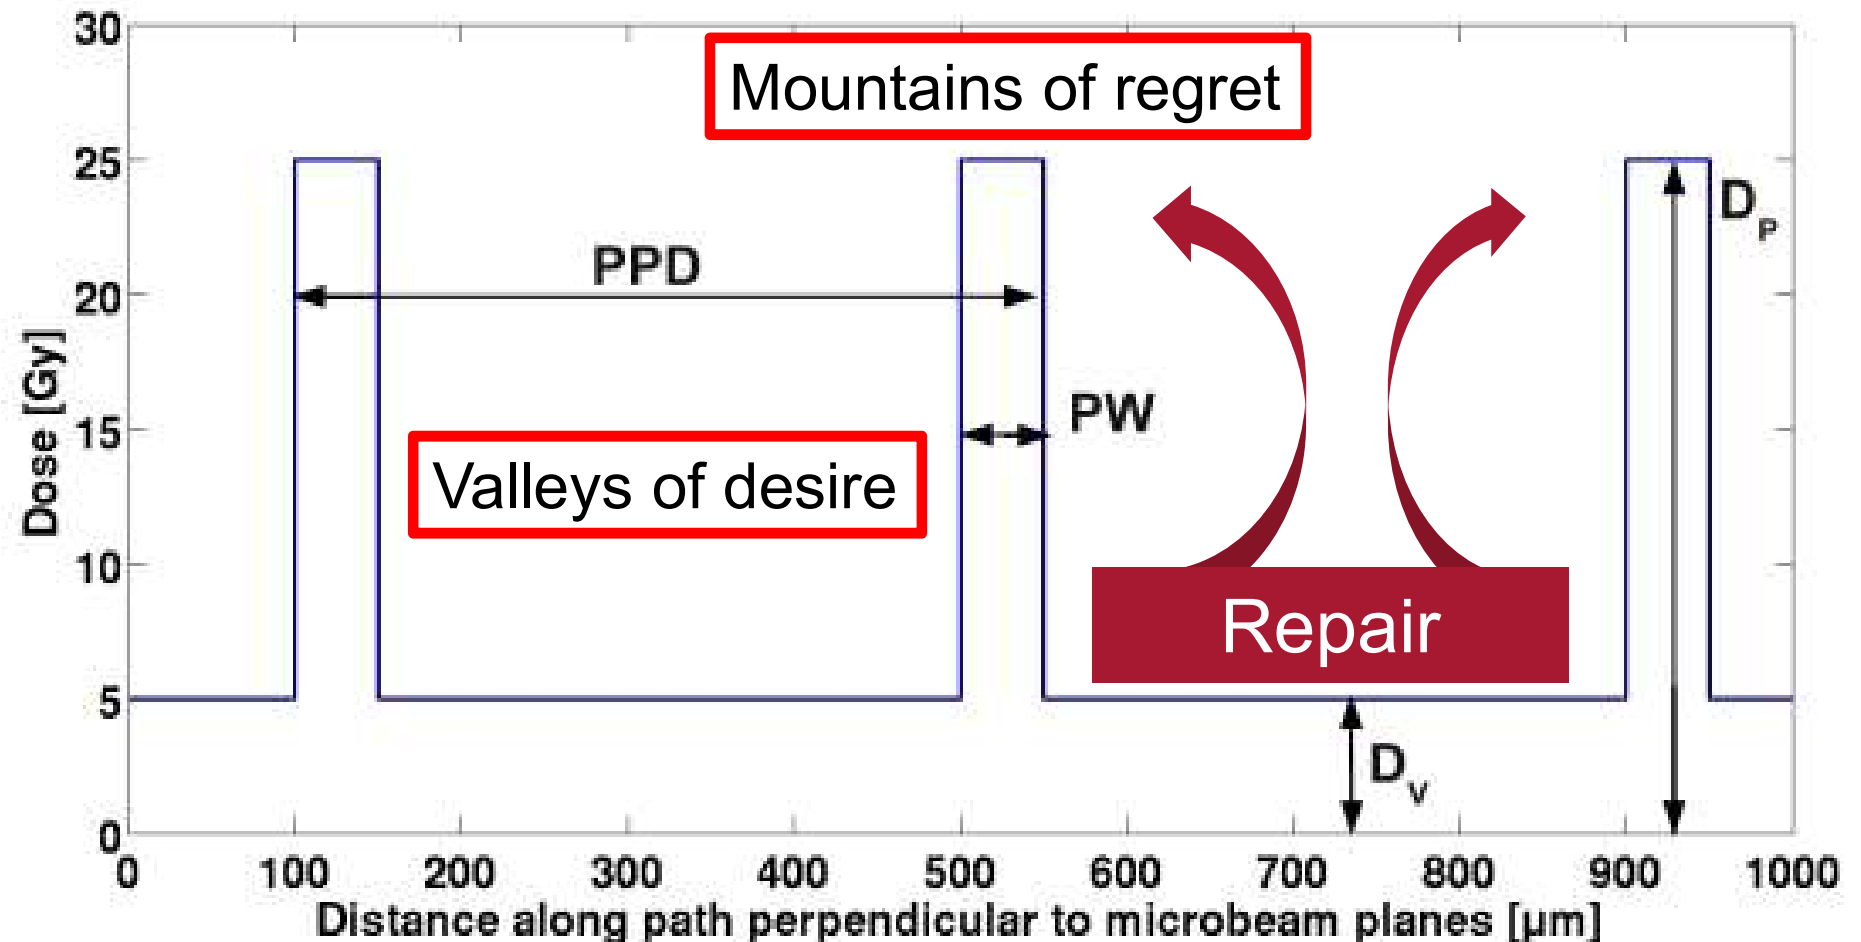 30
Mountains of regret
25
D
P
PPD
20
PW
15
Valleys of desire
Dose [Gy]
10
Repair
5
D
V
0
0 100 200 300 400 500 600 700 800 900 1000
Distance along path perpendicular to microbeam planes [µm]